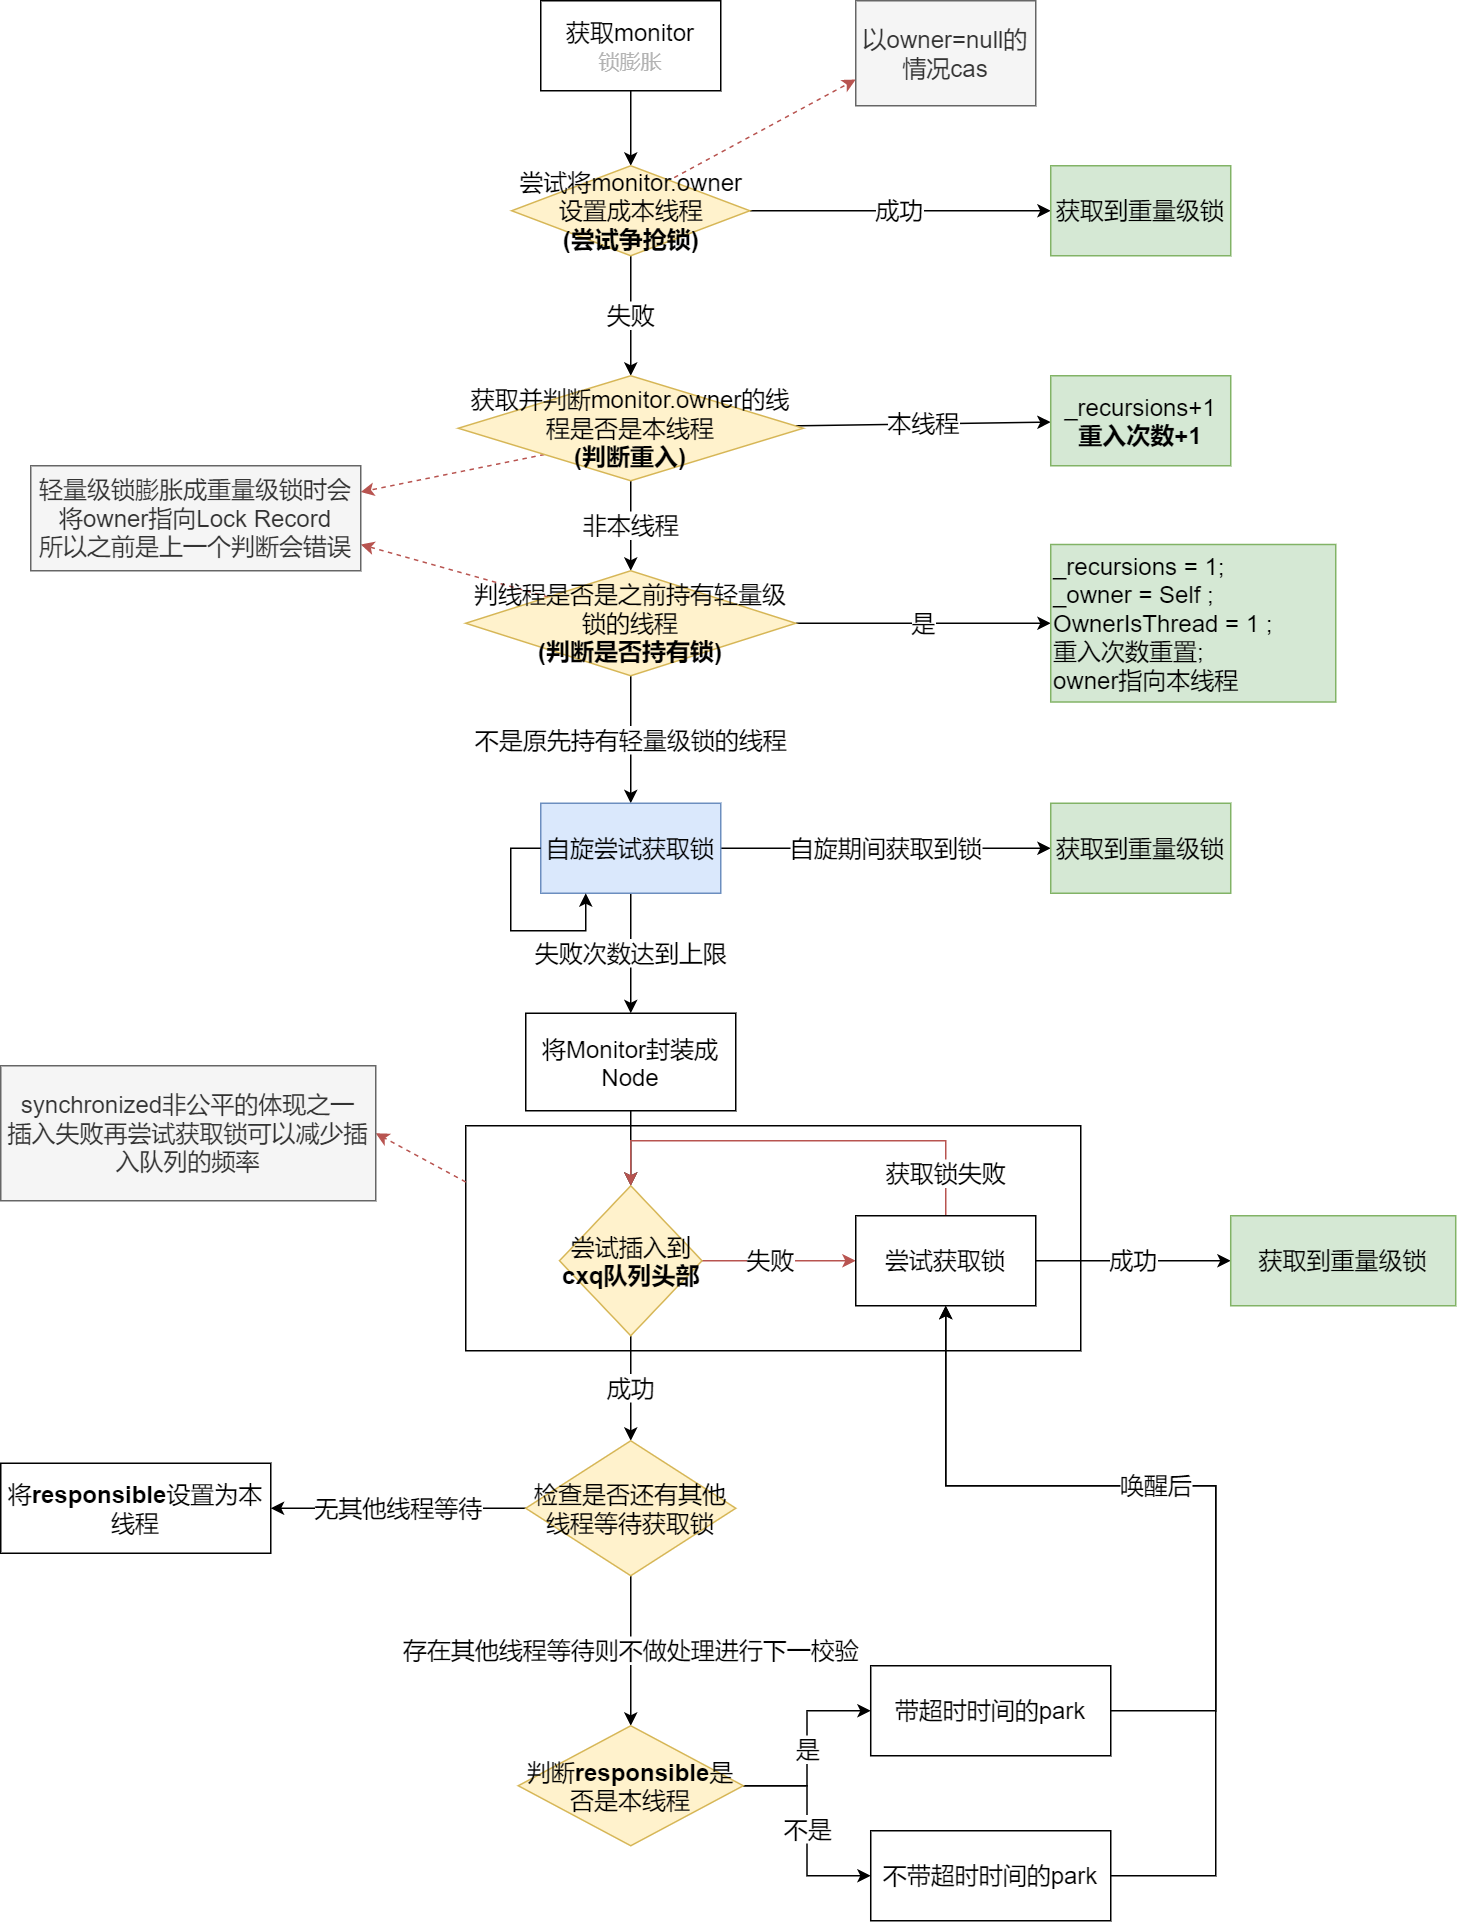 获取monitor
锁膨胀
以owner=null的
情况cas
尝试将monitor.owner
设置成本线程
(尝试争抢锁)
成功
获取到重量级锁
失败
获取并判断monitor.owner的线
程是否是本线程
(判断重入)
本线程
_recursions+1
重入次数+1
轻量级锁膨胀成重量级锁时会
将owner指向Lock Record
所以之前是上一个判断会错误
非本线程
判线程是否是之前持有轻量级
锁的线程
(判断是否持有锁)
是
_recursions = 1;
_owner = Self ;
OwnerIsThread = 1 ;
重入次数重置;
owner指向本线程
不是原先持有轻量级锁的线程
自旋尝试获取锁
自旋期间获取到锁
获取到重量级锁
失败次数达到上限
将Monitor封装成
Node
synchronized非公平的体现之一
插入失败再尝试获取锁可以减少插
入队列的频率
获取锁失败
尝试插入到
cxq队列头部
失败
尝试获取锁
成功
获取到重量级锁
成功
唤醒后
将responsible设置为本
线程
无其他线程等待
检查是否还有其他
线程等待获取锁
存在其他线程等待则不做处理进行下一校验
带超时时间的park
是
判断responsible是
否是本线程
不是
不带超时时间的park